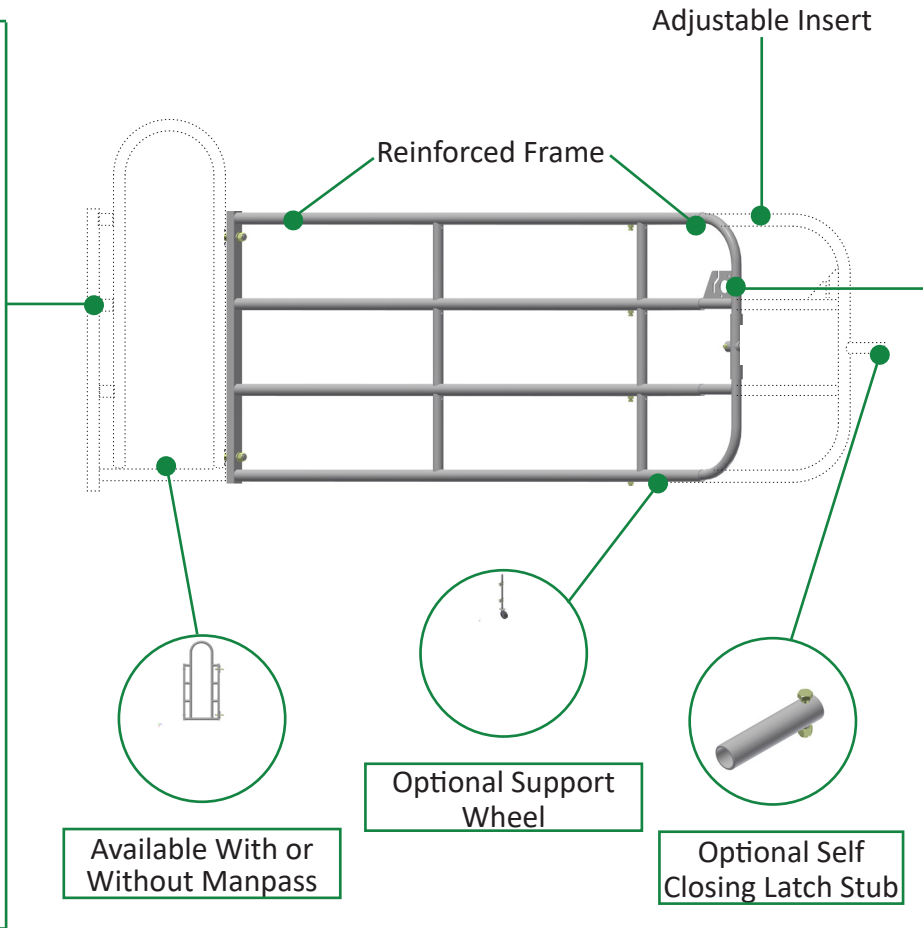 Adjustable Insert
Reinforced Frame
Optional Support
Wheel
Available With or
Without Manpass
Optional Self
Closing Latch Stub